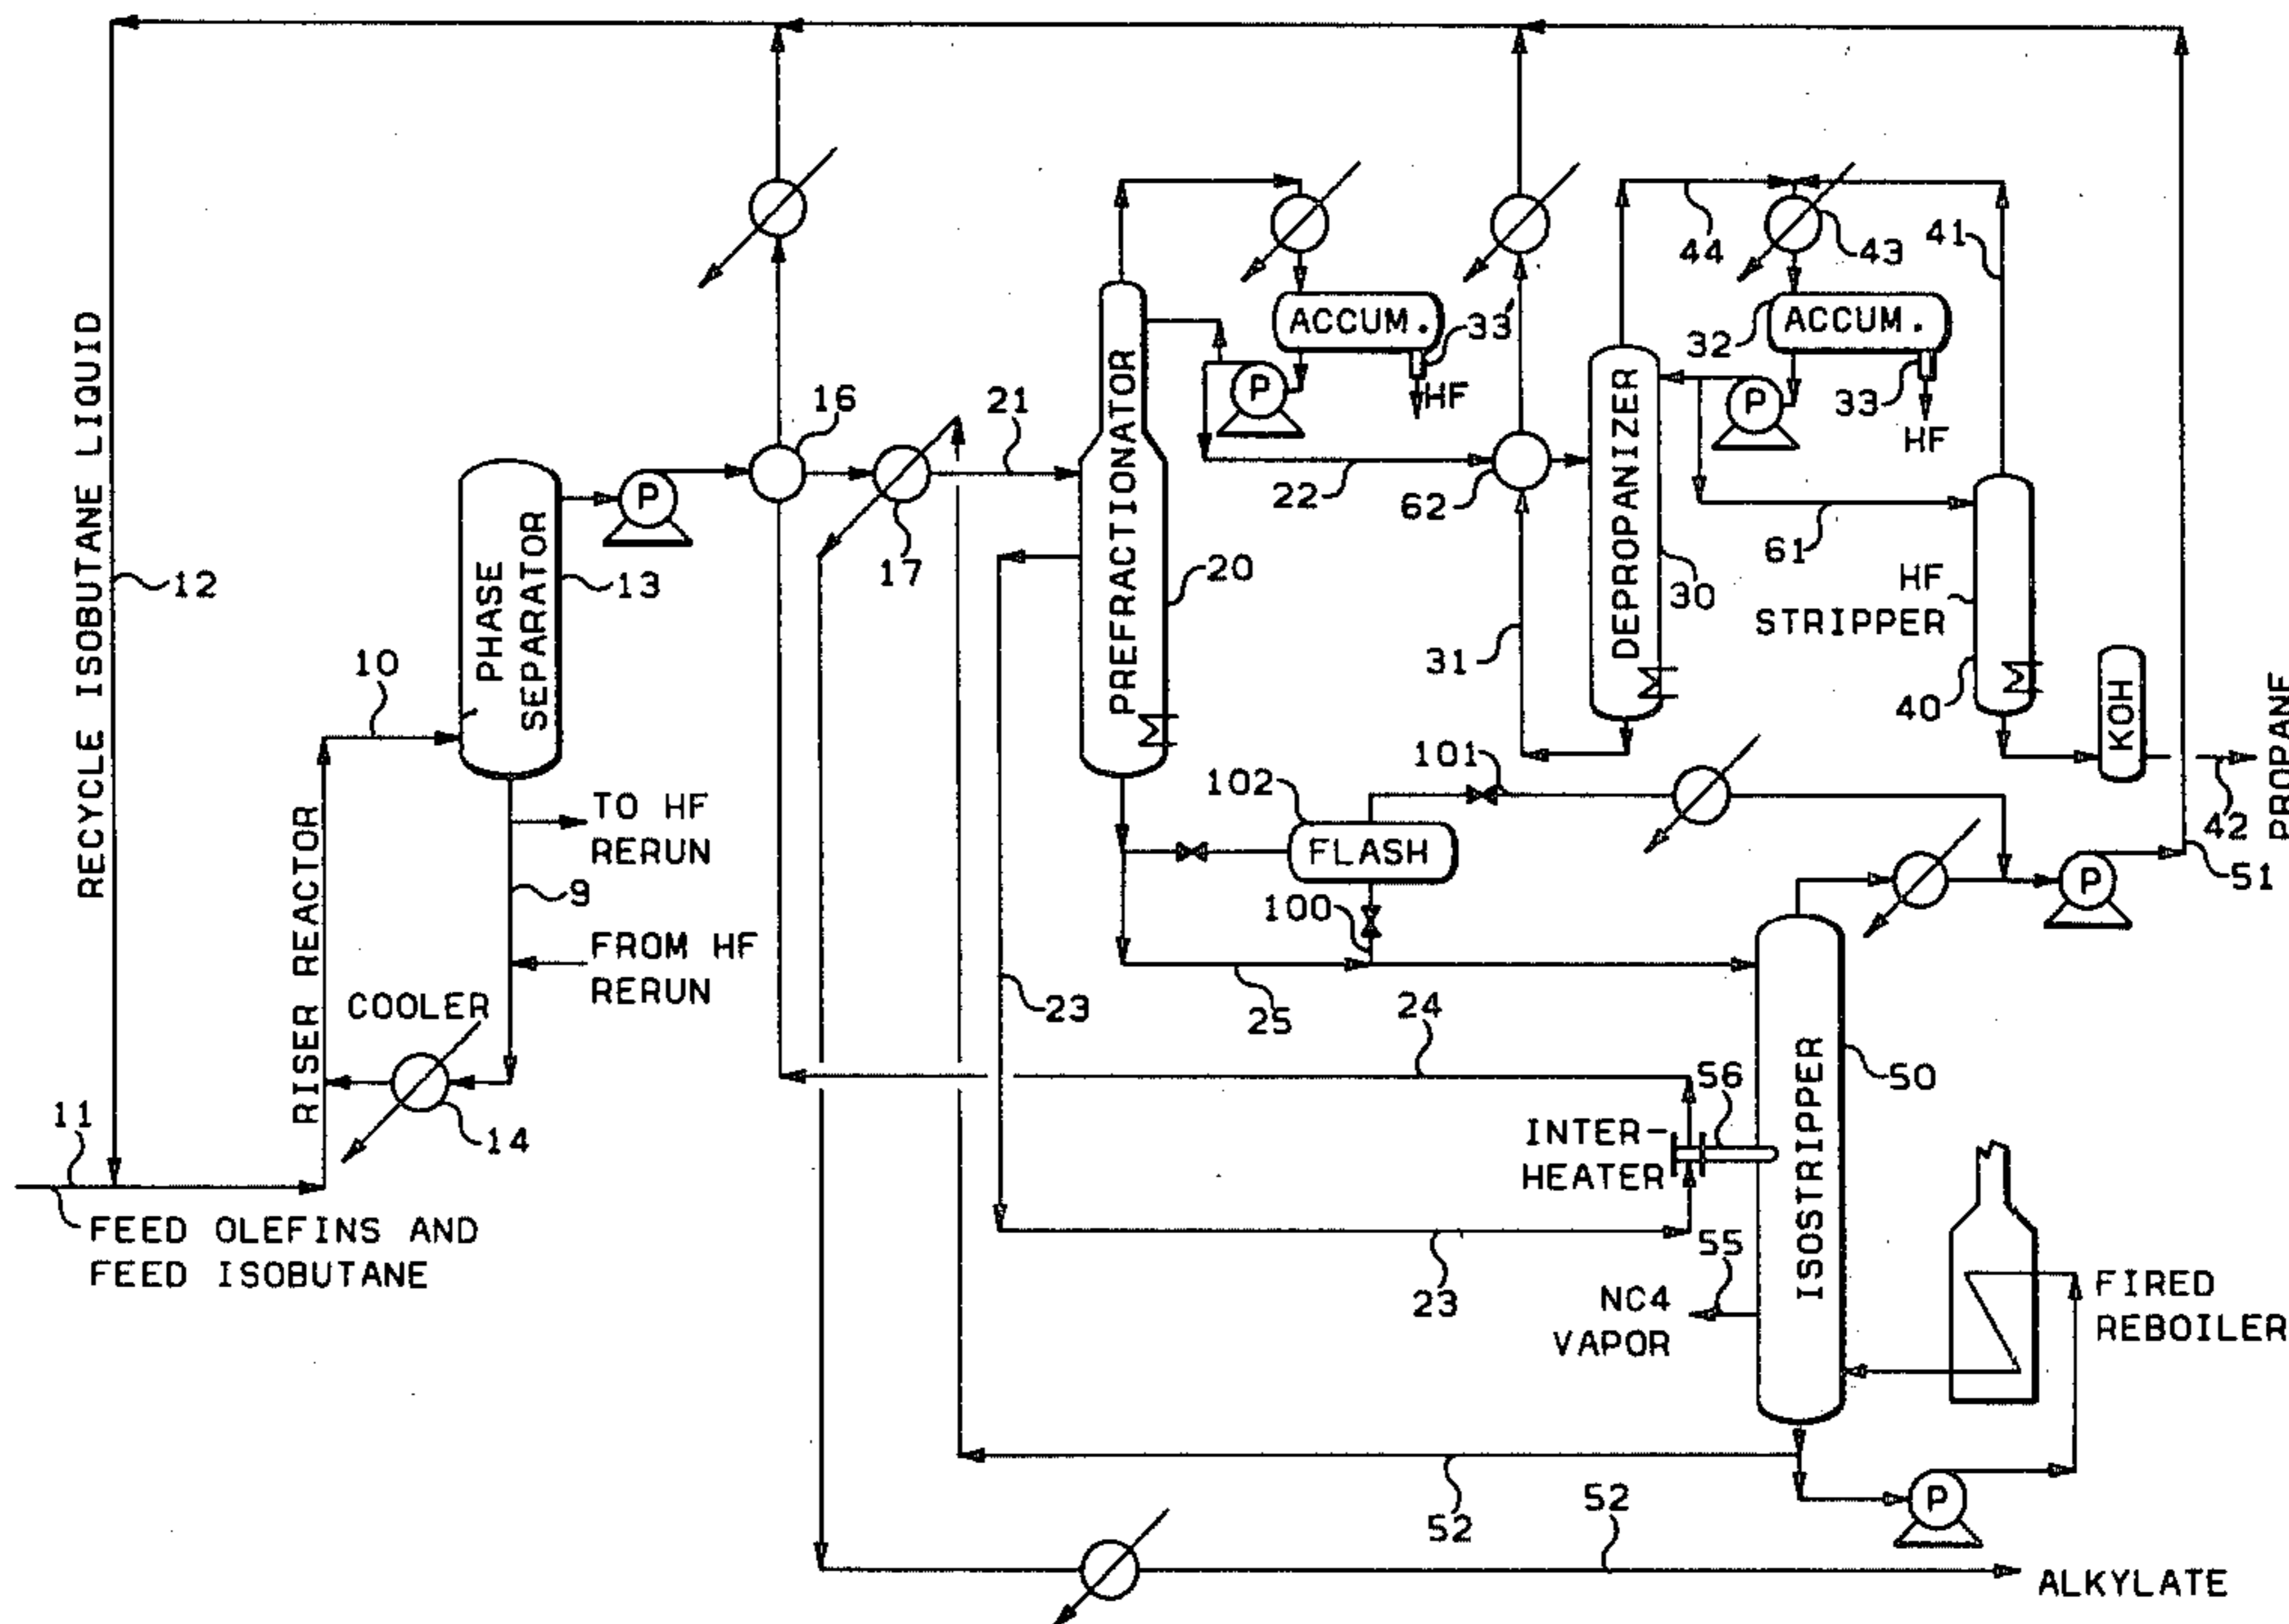 RECYCLE ISOBUTANE LIQUID
12
RISER REACTOR
10
PHASE
SEPARATOR
13
P
TO HF
RERUN
9
FROM HF
RERUN
COOLER
14
11
FEED OLEFINS AND
FEED ISOBUTANE
16
17
21
PREFRACTIONATOR
20
ACCUM.
33'
HF
P
22
62
31
DEPROPANIZER
30
44
43
41
32
ACCUM.
33
HF
P
61
HF
STRIPPER
40
KOH
42
PROPANE
102
FLASH
101
100
P
51
23
25
24
56
INTER-
HEATER
ISOSTRIPPER
50
23
55
NC4
VAPOR
FIRED
REBOILER
52
52
P
ALKYLATE